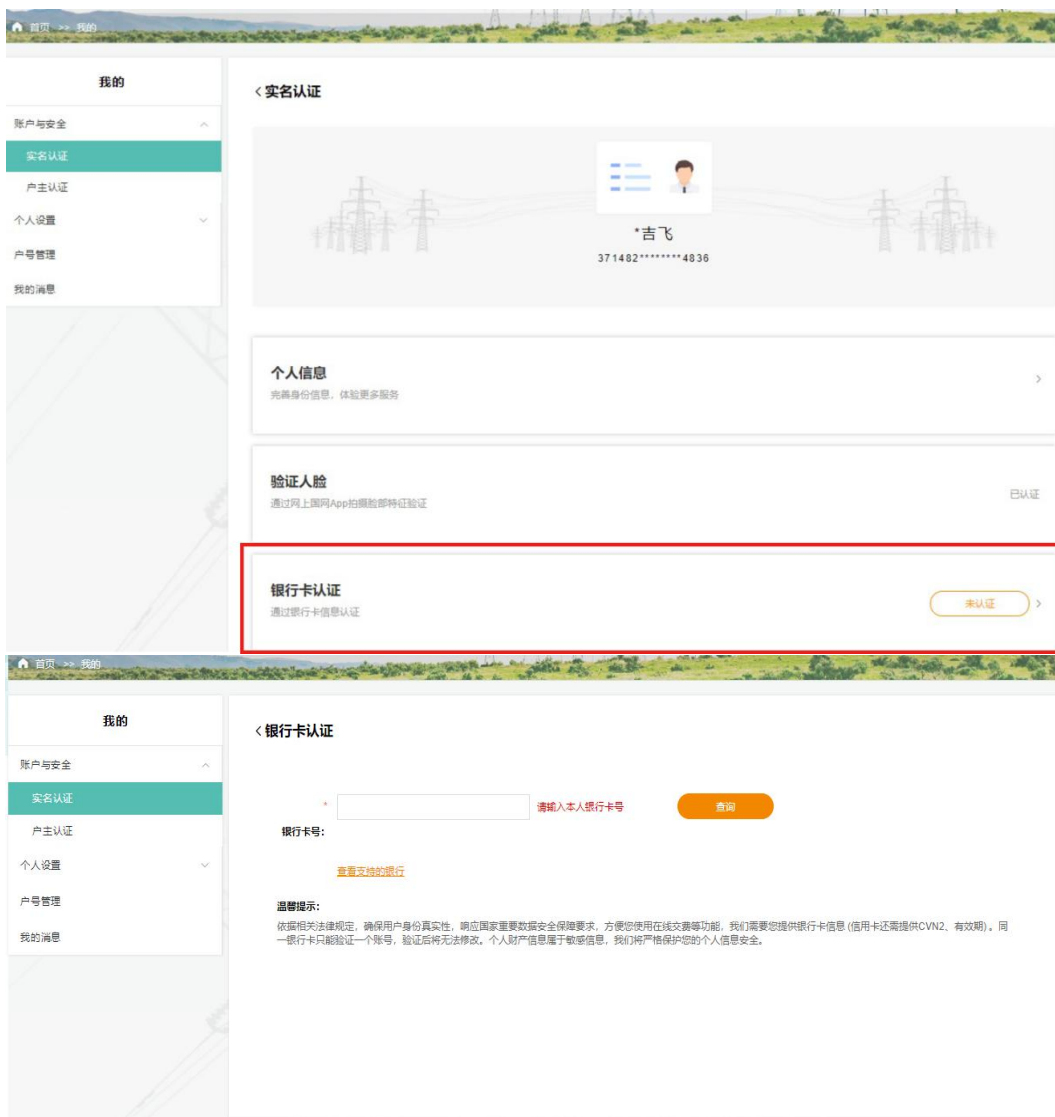 首页 >> 我的
我的
账户与安全
实名认证
户主认证
个人设置
户号管理
我的消息
<实名认证
*吉飞
371482********4836
个人信息
完善身份信息，体验更多服务
验证人脸
通过网上国网App拍摄脸部特征验证
已认证
银行卡认证
通过银行卡信息认证
未认证
首页 >> 我的
我的
账户与安全
实名认证
户主认证
个人设置
户号管理
我的消息
<银行卡认证
* 请输入本人银行卡号 查询
银行卡号：
查看支持的银行
温馨提示：
依据相关法律规定，确保用户身份真实性，响应国家重要数据安全保障要求，方便您使用在线交费等功能，我们需要您提供银行卡信息(信用卡还需提供CVN2、有效期)。同
一银行卡只能验证一个账号，验证后将无法修改。个人财产信息属于敏感信息，我们将严格保护您的个人信息安全。